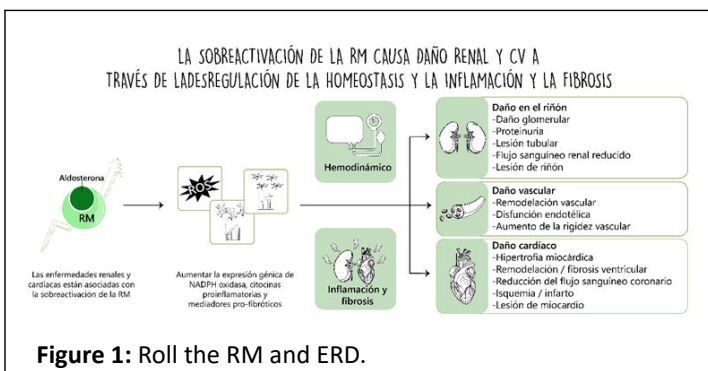 LA SOBREACTIVACIÓN DE LA RM CAUSA DAÑO RENAL Y CV A
TRAVÉS DE LADESREGULACIÓN DE LA HOMEOSTASIS Y LA INFLAMACIÓN Y LA FIBROSIS
Aldosterona
RM
Las enfermedades renales y
cardíacas están asociadas con
la sobreactivación de la RM
ROS
Aumentar la expresión génica de
NADPH oxidasa, citocinas
proinflamatorias y
mediadores pro-fibróticos
Hemodinámico
Inflamación y
fibrosis
Daño en el riñón
-Daño glomerular
-Proteinuria
-Lesión tubular
-Flujo sanguíneo renal reducido
-Lesión de riñón
Daño vascular
-Remodelación vascular
-Disfunción endotélica
-Aumento de la rigidez vascular
Daño cardíaco
-Hipertrofia miocárdica
-Remodelación / fibrosis ventricular
-Reducción del flujo sanguíneo coronario
-Isquemia / infarto
-Lesión de miocardio
Figure 1: Roll the RM and ERD.